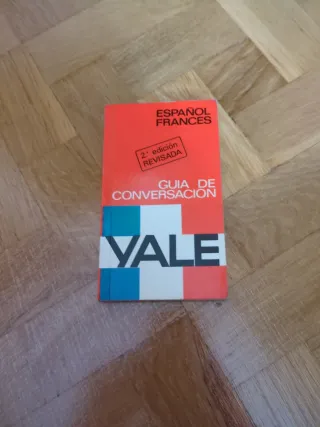 ESPAÑOL
FRANCES
2.ª edición
REVISADA
GUIA DE
CONVERSACION
YALE